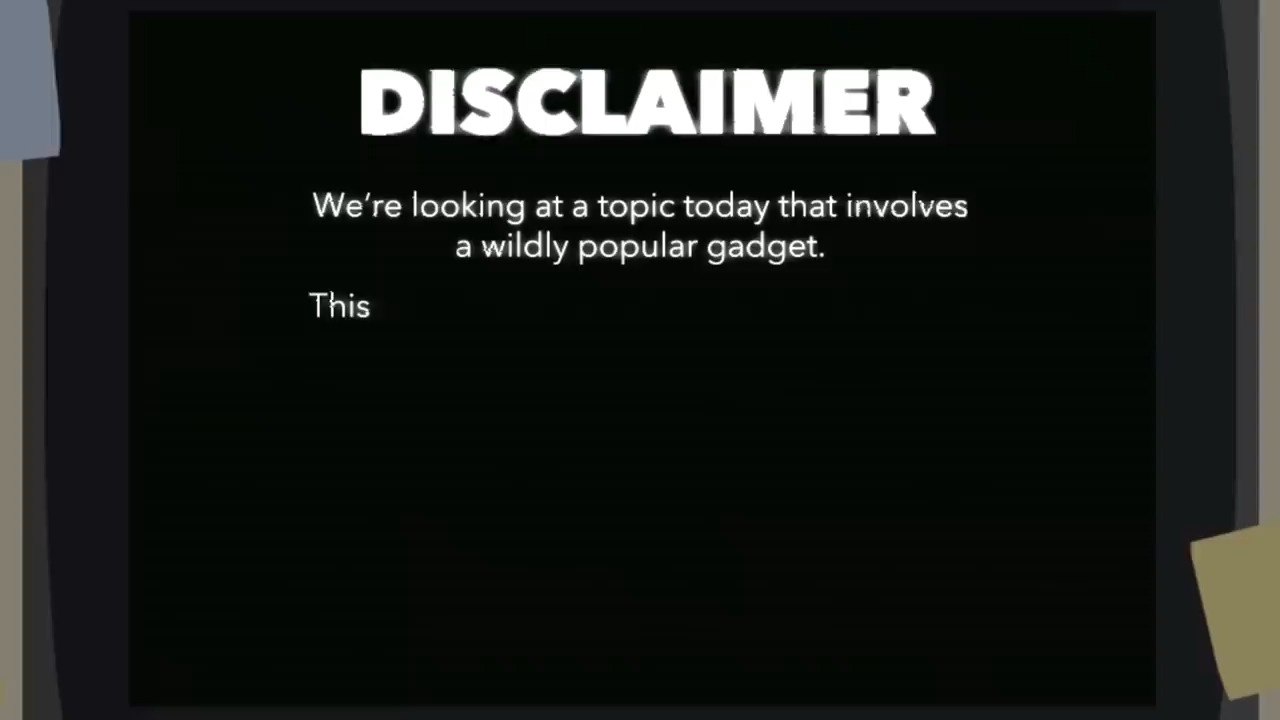 DISCLAIMER
We're looking at a topic today that involves
a wildly popular gadget.
This